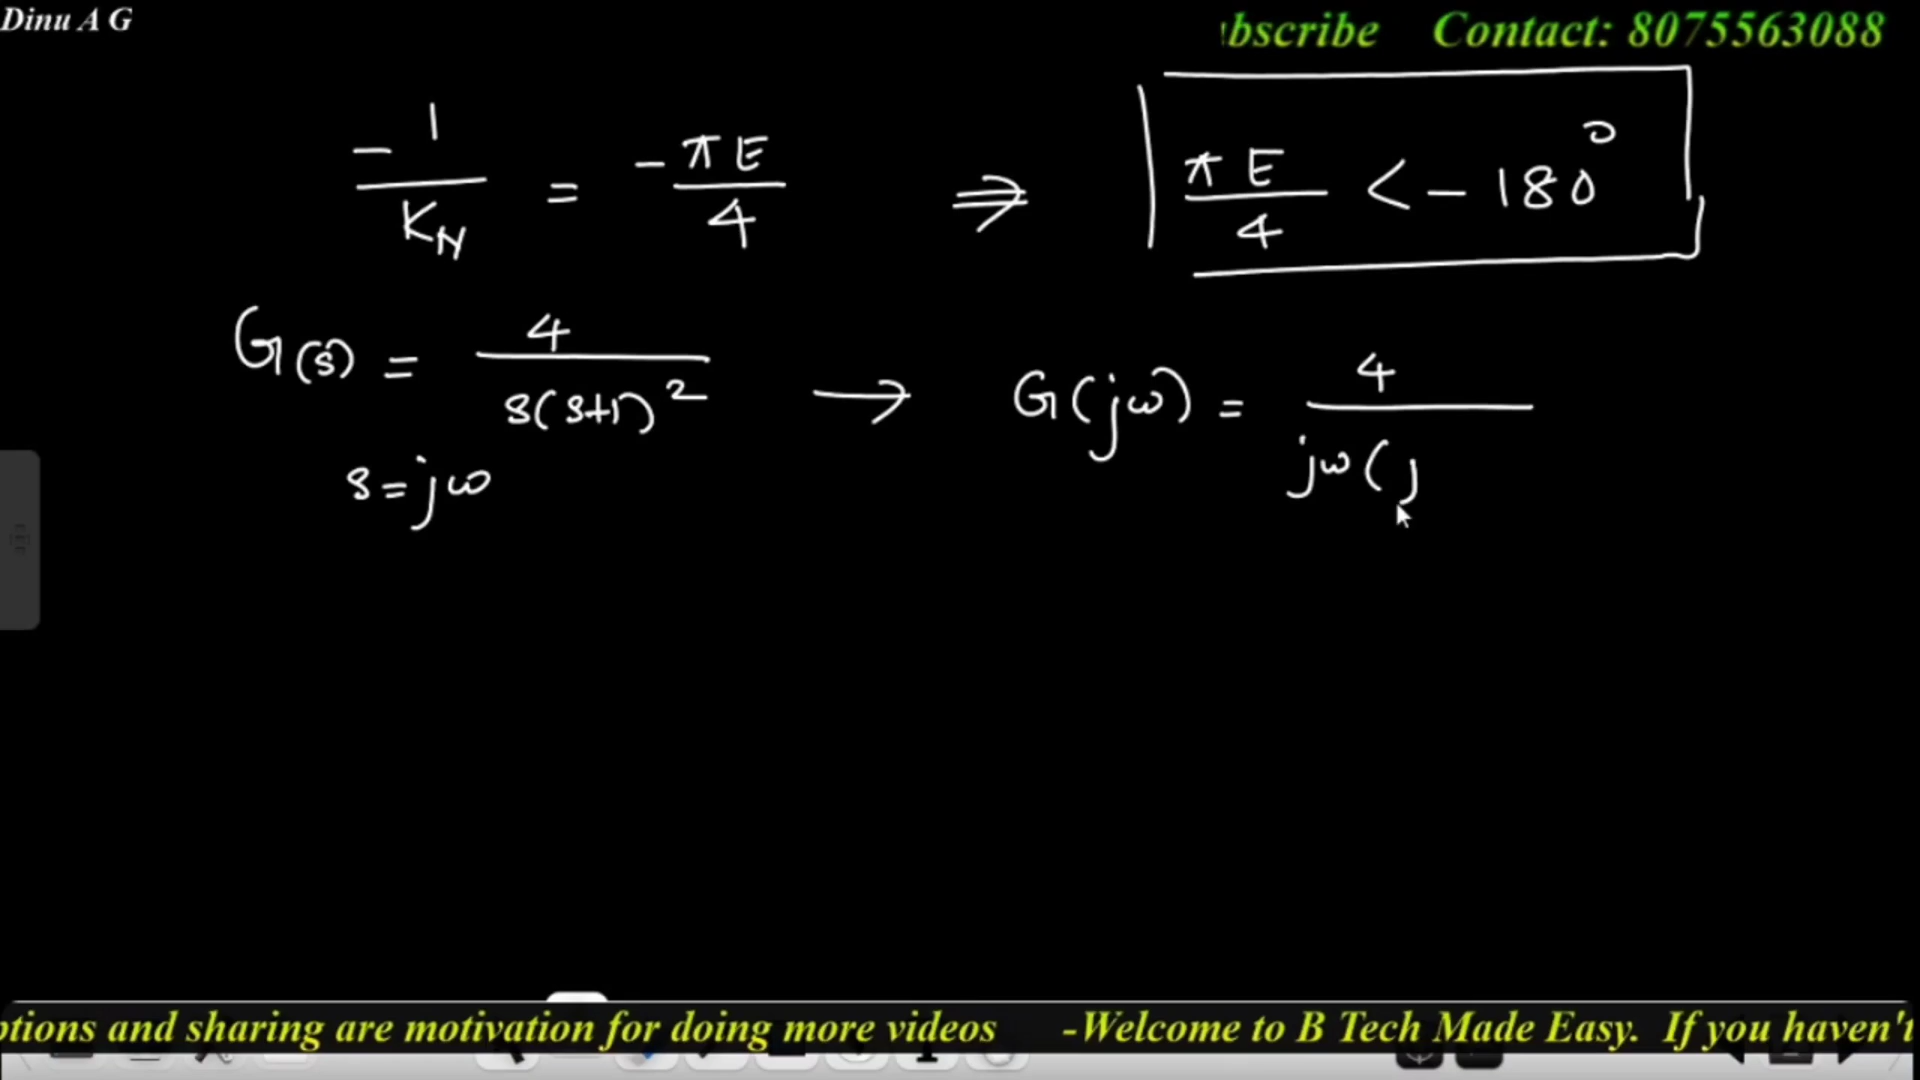 Dinu A G
bscribe Contact: 8075563088
-1/K_N = -πE/4 ⇒ πE/4 < -180°
G(s) = 4/s(s+1)² → G(jω) = 4/jω(j
s = jω
ptions and sharing are motivation for doing more videos -Welcome to B Tech Made Easy. If you haven't